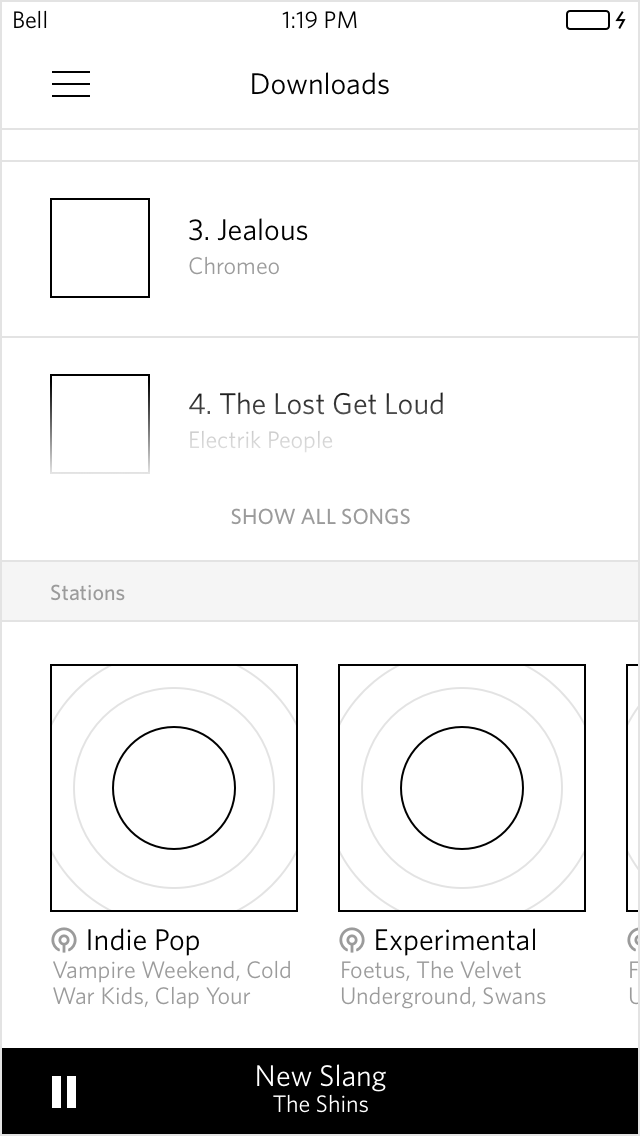 Bell 1:19 PM
Downloads
3. Jealous
Chromeo
4. The Lost Get Loud
Electrik People
SHOW ALL SONGS
Stations
Indie Pop
Vampire Weekend, Cold
War Kids, Clap Your
Experimental
Foetus, The Velvet
Underground, Swans
New Slang
The Shins